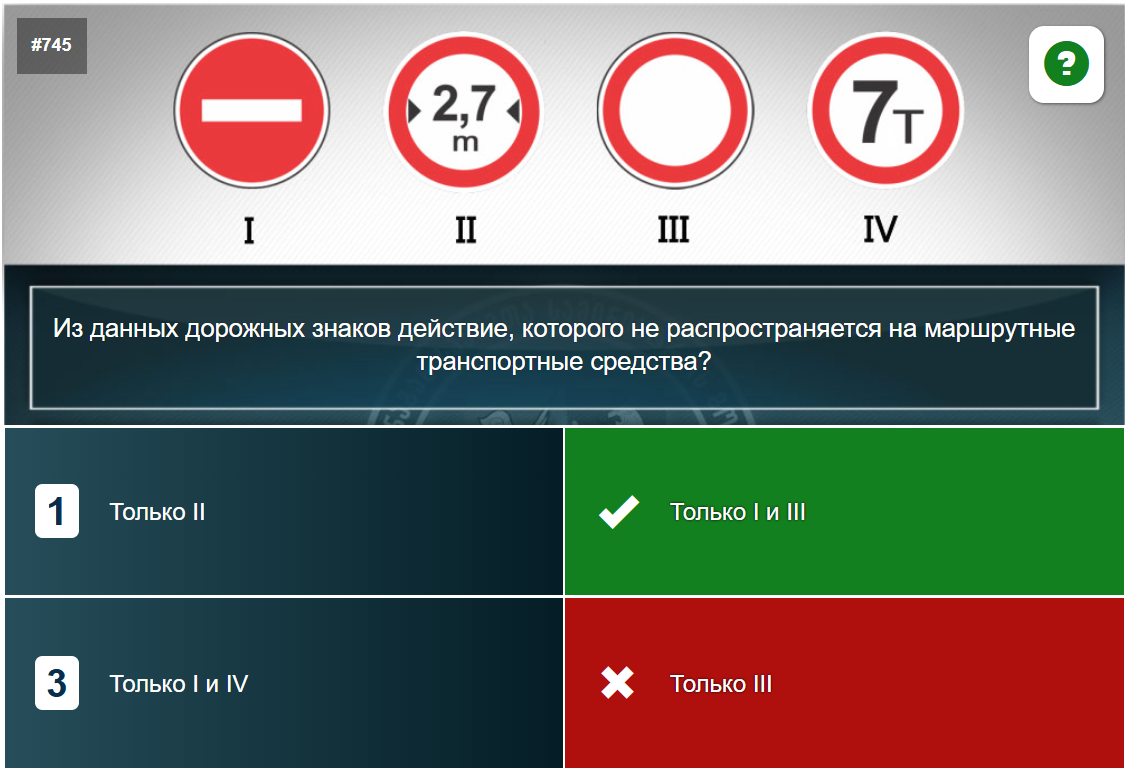 #745
?
2,7
m
7т
I
II
III
IV
Из данных дорожных знаков действие, которого не распространяется на маршрутные
транспортные средства?
1
Только II
Только I и III
3
Только I и IV
Только III